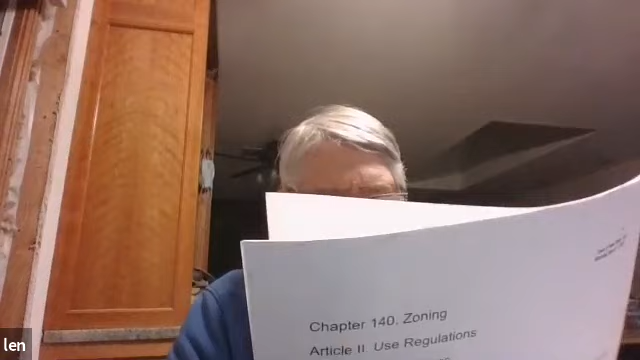 Chapter 140. Zoning
Article II. Use Regulations
len